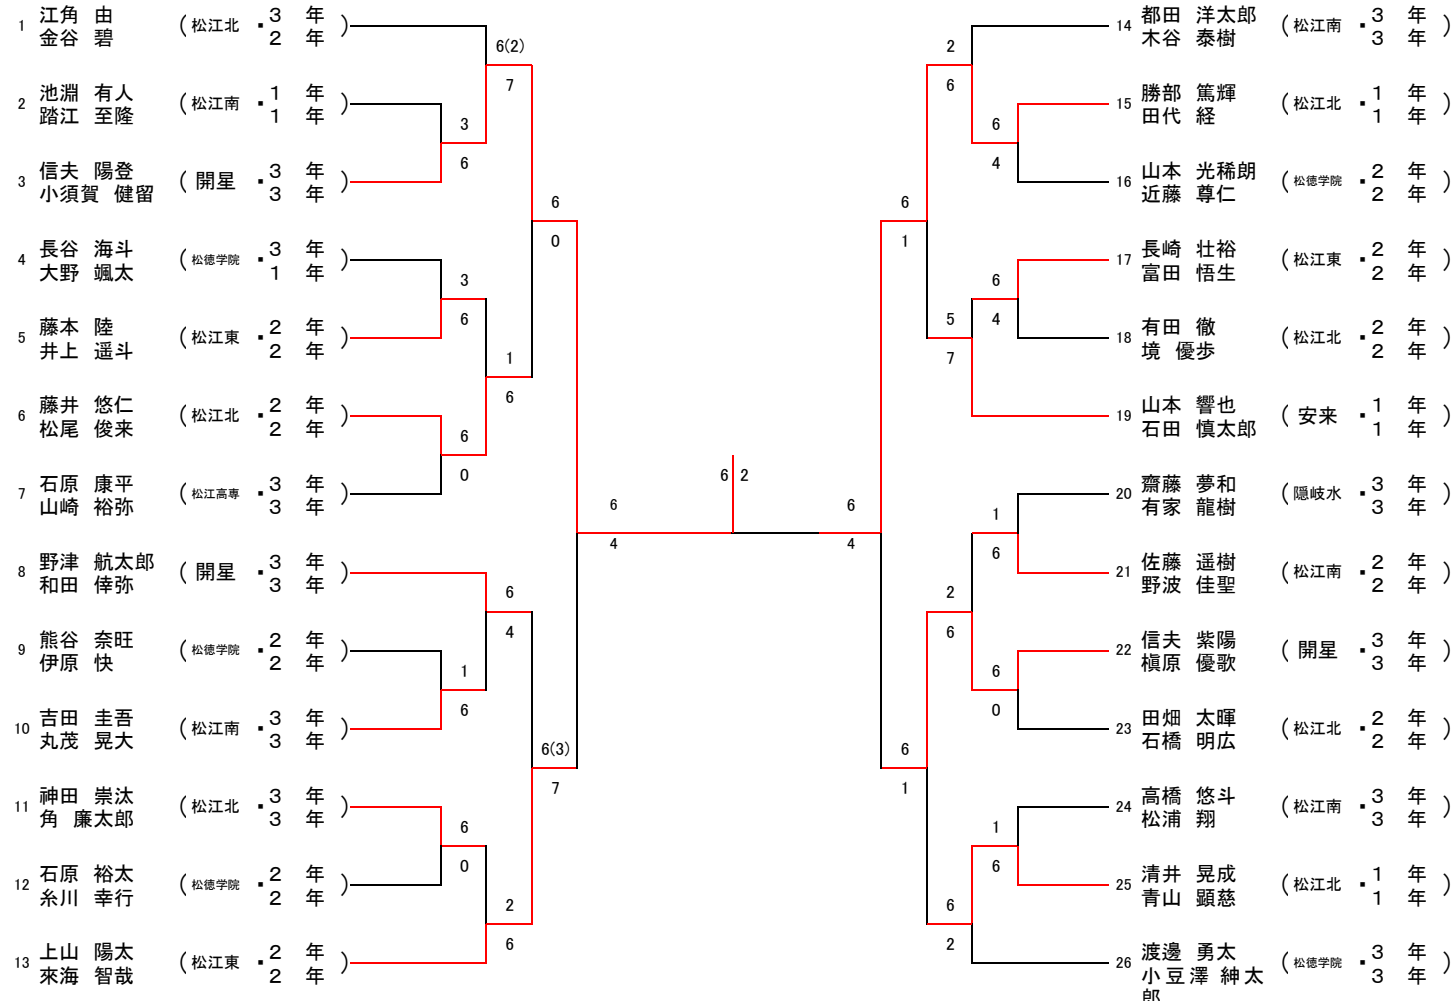 1 江角 由 金谷 碧 (松江北 ・3 年 2 年)
2 池淵 有人 踏江 至隆 (松江南 ・1 年 1 年)
3 信夫 陽登 小須賀 健留 (開星 ・3 年 3 年)
4 長谷 海斗 大野 颯太 (松徳学院 ・3 年 1 年)
5 藤本 陸 井上 遥斗 (松江東 ・2 年 2 年)
6 藤井 悠仁 松尾 俊来 (松江北 ・2 年 2 年)
7 石原 康平 山崎 裕弥 (松江高専 ・3 年 3 年)
8 野津 航太郎 和田 倖弥 (開星 ・3 年 3 年)
9 熊谷 奈旺 伊原 快 (松徳学院 ・2 年 2 年)
10 吉田 圭吾 丸茂 晃大 (松江南 ・3 年 3 年)
11 神田 崇汰 角 廉太郎 (松江北 ・3 年 3 年)
12 石原 裕太 糸川 幸行 (松徳学院 ・2 年 2 年)
13 上山 陽太 來海 智哉 (松江東 ・2 年 2 年)
6(2)
7
3
6
6
0
3
6
1
6
6
0
6
4
6
4
1
6
6(3)
7
6
0
2
6
6 2
2
6
6
4
6
1
6
4
5
7
6
4
1
6
2
6
6
0
6
1
1
6
6
2
14 都田 洋太郎 木谷 泰樹 (松江南 ・3 年 3 年)
15 勝部 篤輝 田代 経 (松江北 ・1 年 1 年)
16 山本 光稀朗 近藤 尊仁 (松徳学院 ・2 年 2 年)
17 長崎 壮裕 富田 悟生 (松江東 ・2 年 2 年)
18 有田 徹 境 優歩 (松江北 ・2 年 2 年)
19 山本 響也 石田 慎太郎 (安来 ・1 年 1 年)
20 齋藤 夢和 有家 龍樹 (隠岐水 ・3 年 3 年)
21 佐藤 遥樹 野波 佳聖 (松江南 ・2 年 2 年)
22 信夫 紫陽 槇原 優歌 (開星 ・3 年 3 年)
23 田畑 太暉 石橋 明広 (松江北 ・2 年 2 年)
24 高橋 悠斗 松浦 翔 (松江南 ・3 年 3 年)
25 清井 晃成 青山 顕慈 (松江北 ・1 年 1 年)
26 渡邊 勇太 小豆澤 紳太郎 (松徳学院 ・3 年 3 年)